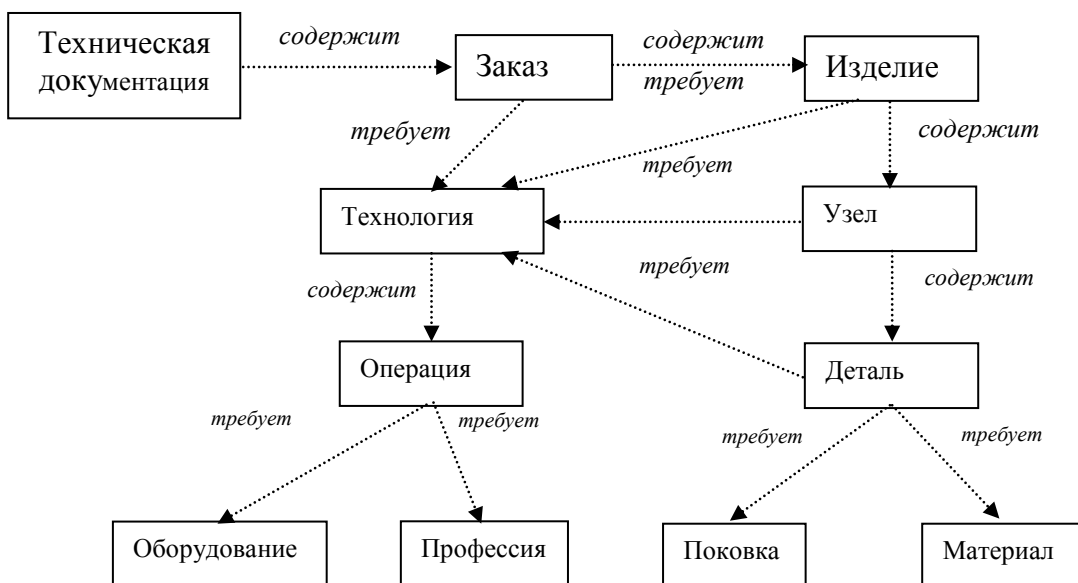 Техническая
документация
содержит
Заказ
содержит
требует
Изделие
требует
требует
содержит
Технология
Узел
содержит
требует
содержит
Операция
Деталь
требует
требует
требует
требует
Оборудование
Профессия
Поковка
Материал